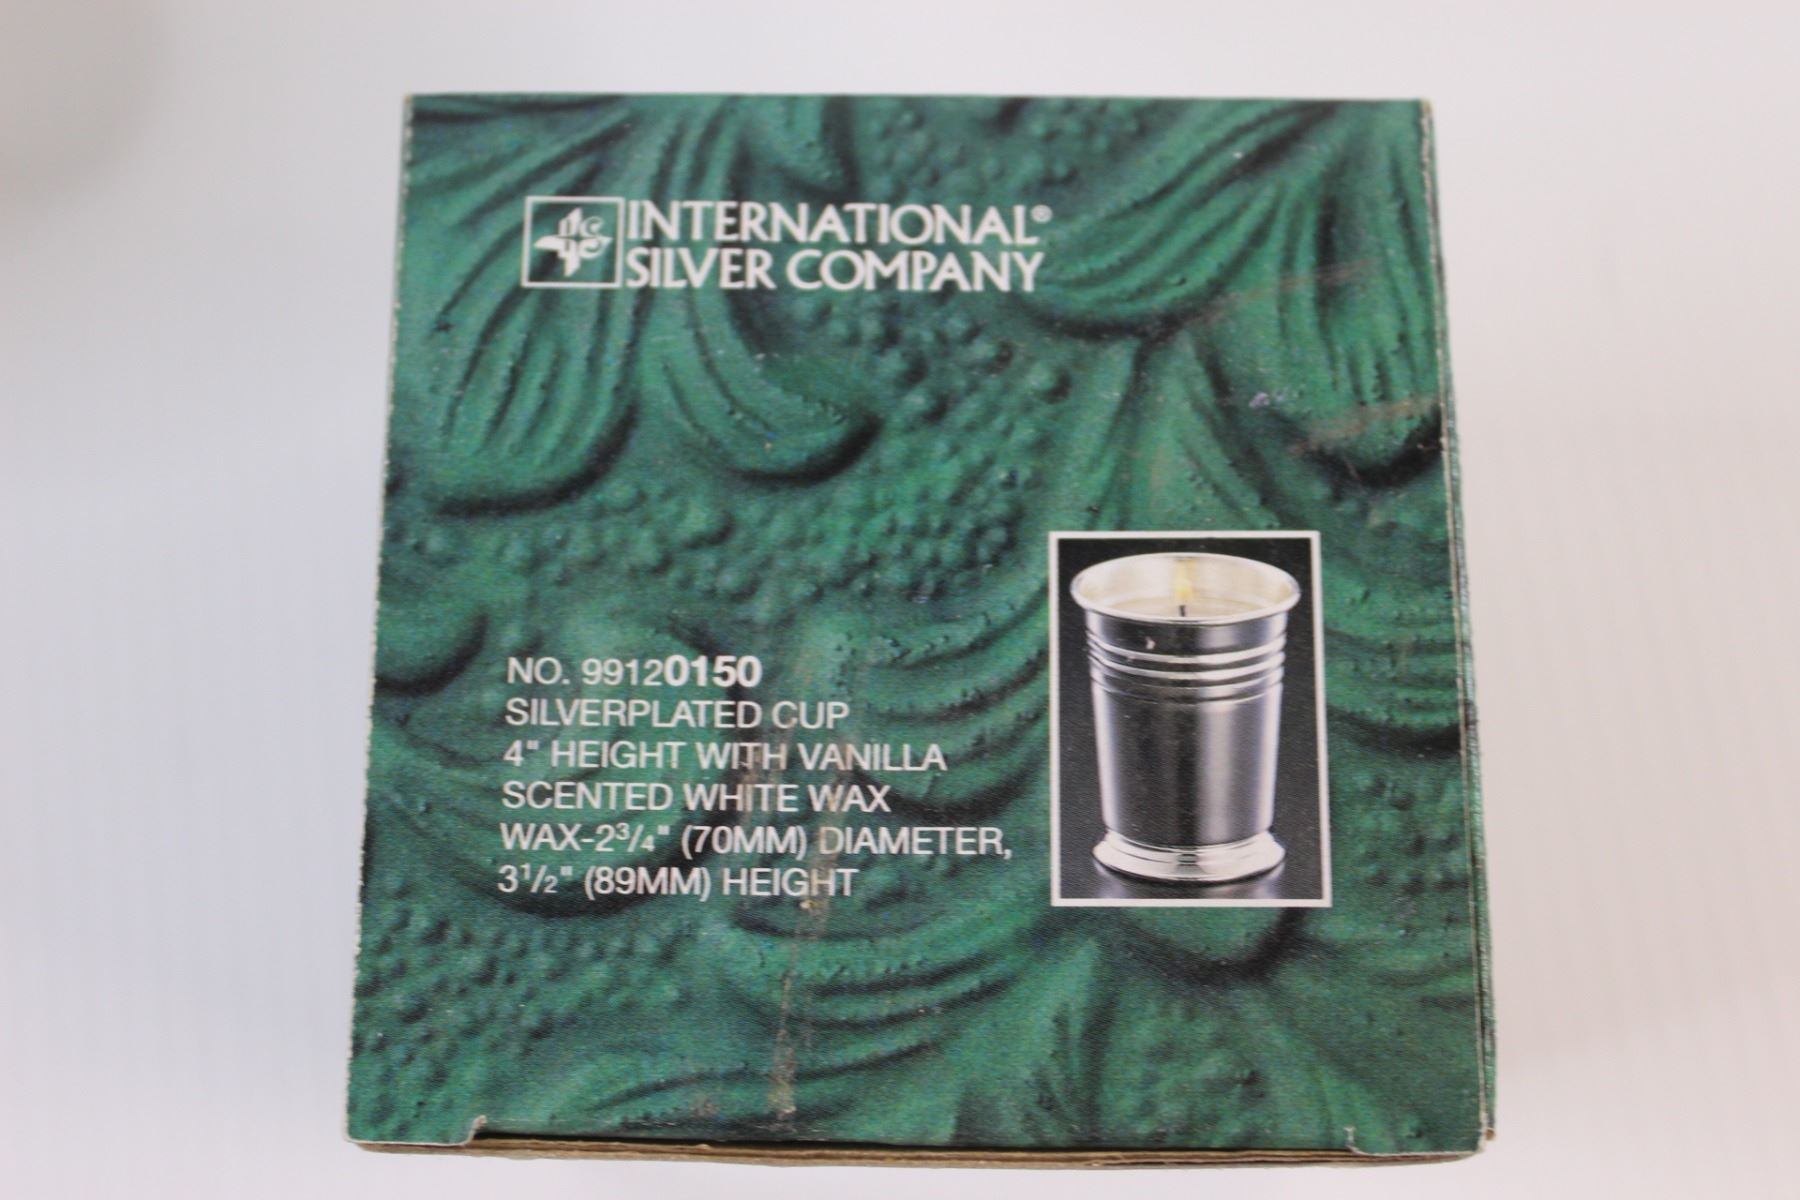 INTERNATIONAL®
SILVER COMPANY
NO. 99120150
SILVERPLATED CUP
4" HEIGHT WITH VANILLA
SCENTED WHITE WAX
WAX-2¾" (70MM) DIAMETER,
3½" (89MM) HEIGHT